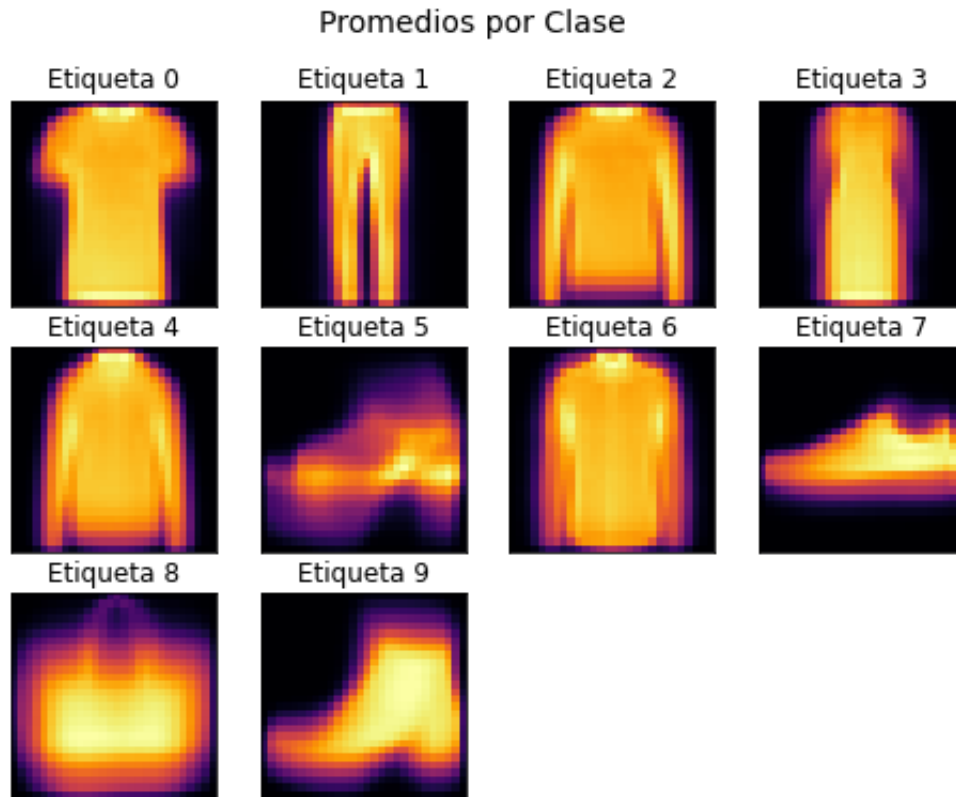 Promedios por Clase
Etiqueta 0
Etiqueta 1
Etiqueta 2
Etiqueta 3
Etiqueta 4
Etiqueta 5
Etiqueta 6
Etiqueta 7
Etiqueta 8
Etiqueta 9